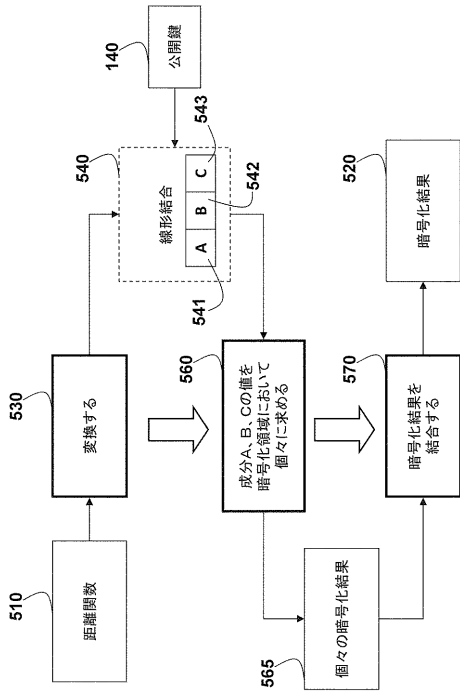 510
距離関数
530
変換する
540
線形結合
A
B
C
541
542
543
140
公開鍵
560
成分A、B、Cの値を
暗号化領域において
個々に求める
565
個々の暗号化結果
570
暗号化結果を
結合する
520
暗号化結果